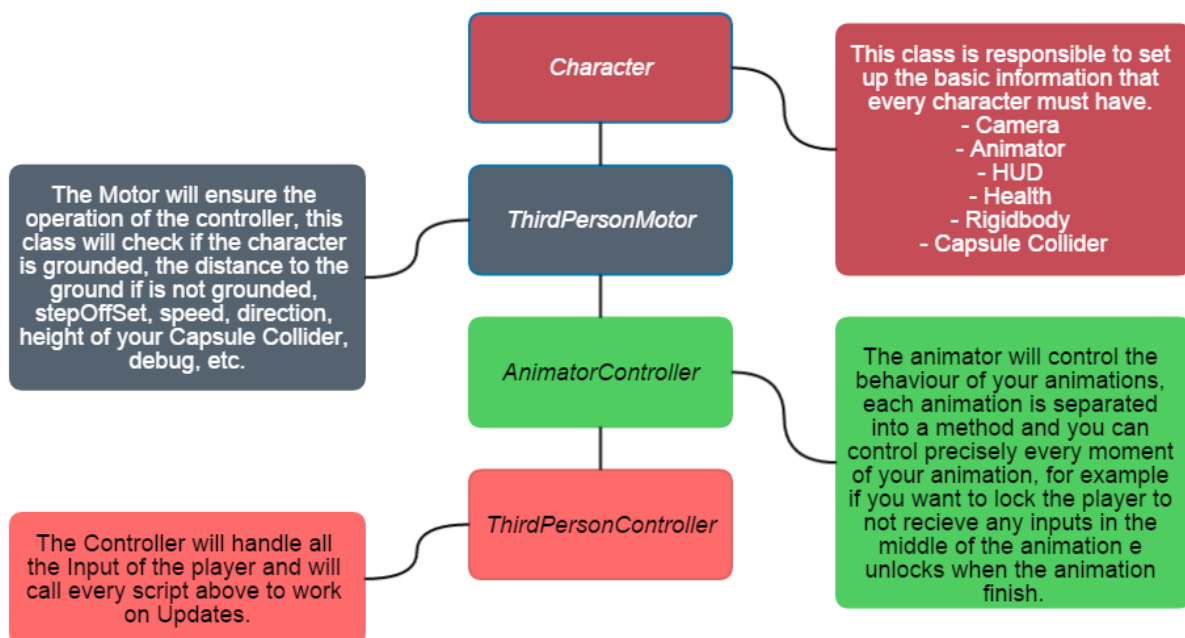 Character
This class is responsible to set
up the basic information that
every character must have.
- Camera
- Animator
- HUD
- Health
- Rigidbody
- Capsule Collider
ThirdPersonMotor
The Motor will ensure the
operation of the controller, this
class will check if the character
is grounded, the distance to the
ground if is not grounded,
stepOffSet, speed, direction,
height of your Capsule Collider,
debug, etc.
AnimatorController
The animator will control the
behaviour of your animations,
each animation is separated
into a method and you can
control precisely every moment
of your animation, for example
if you want to lock the player to
not recieve any inputs in the
middle of the animation e
unlocks when the animation
finish.
ThirdPersonController
The Controller will handle all
the Input of the player and will
call every script above to work
on Updates.